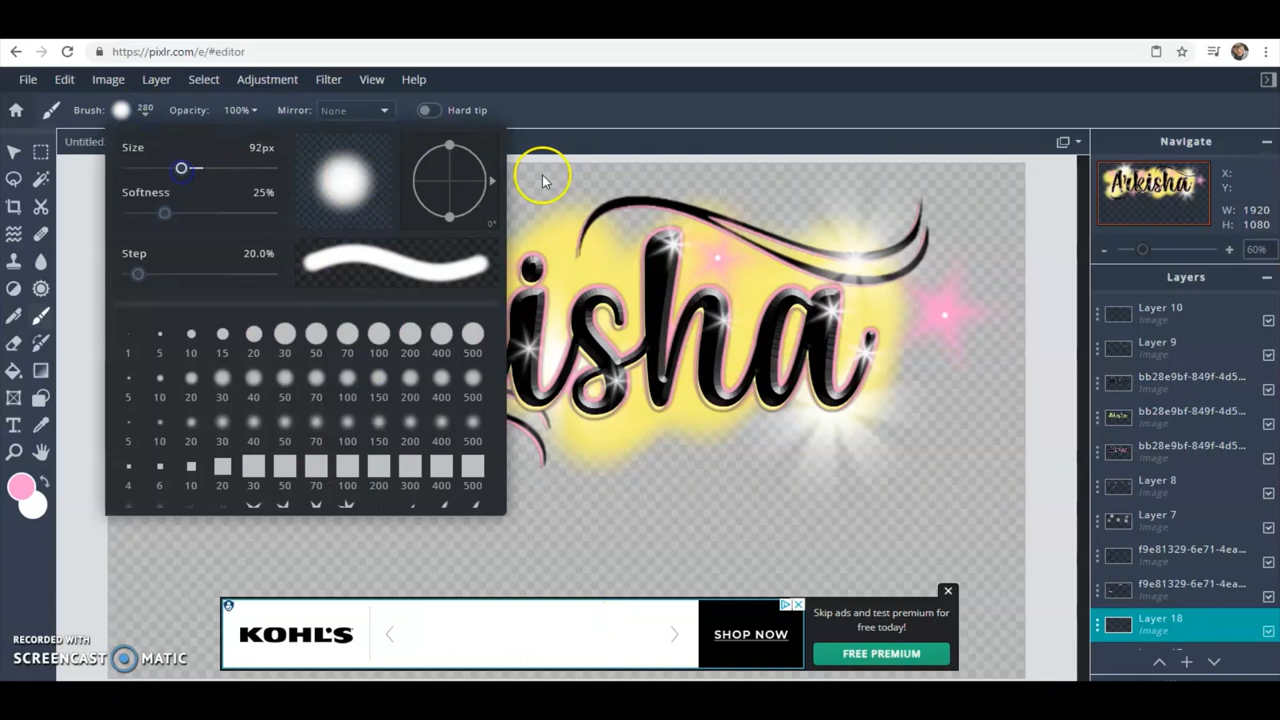 https://pixlr.com/e/#editor
File Edit Image Layer Select Adjustment Filter View Help
Brush: 280 Opacity: 100% Mirror: None Hard tip
Untitled
Size 92px
Softness 25%
0°
Step 20.0%
1 5 10 15 20 30 50 70 100 200 400 500
5 10 20 30 40 50 70 100 150 200 400 500
5 10 20 30 40 50 70 100 150 200 400 500
4 6 10 20 30 50 70 100 200 300 400 500
isha
Navigate
Arkisha
X:
Y:
W: 1920
H: 1080
- + 60%
Layers
Layer 10
Image
Layer 9
Image
bb28e9bf-849f-4d5...
Image
bb28e9bf-849f-4d5...
Image
bb28e9bf-849f-4d5...
Image
Layer 8
Image
Layer 7
Image
f9e81329-6e71-4ea...
Image
f9e81329-6e71-4ea...
Image
Layer 18
Image
KOHL'S
SHOP NOW
Skip ads and test premium for
free today!
FREE PREMIUM
RECORDED WITH
SCREENCAST MATIC